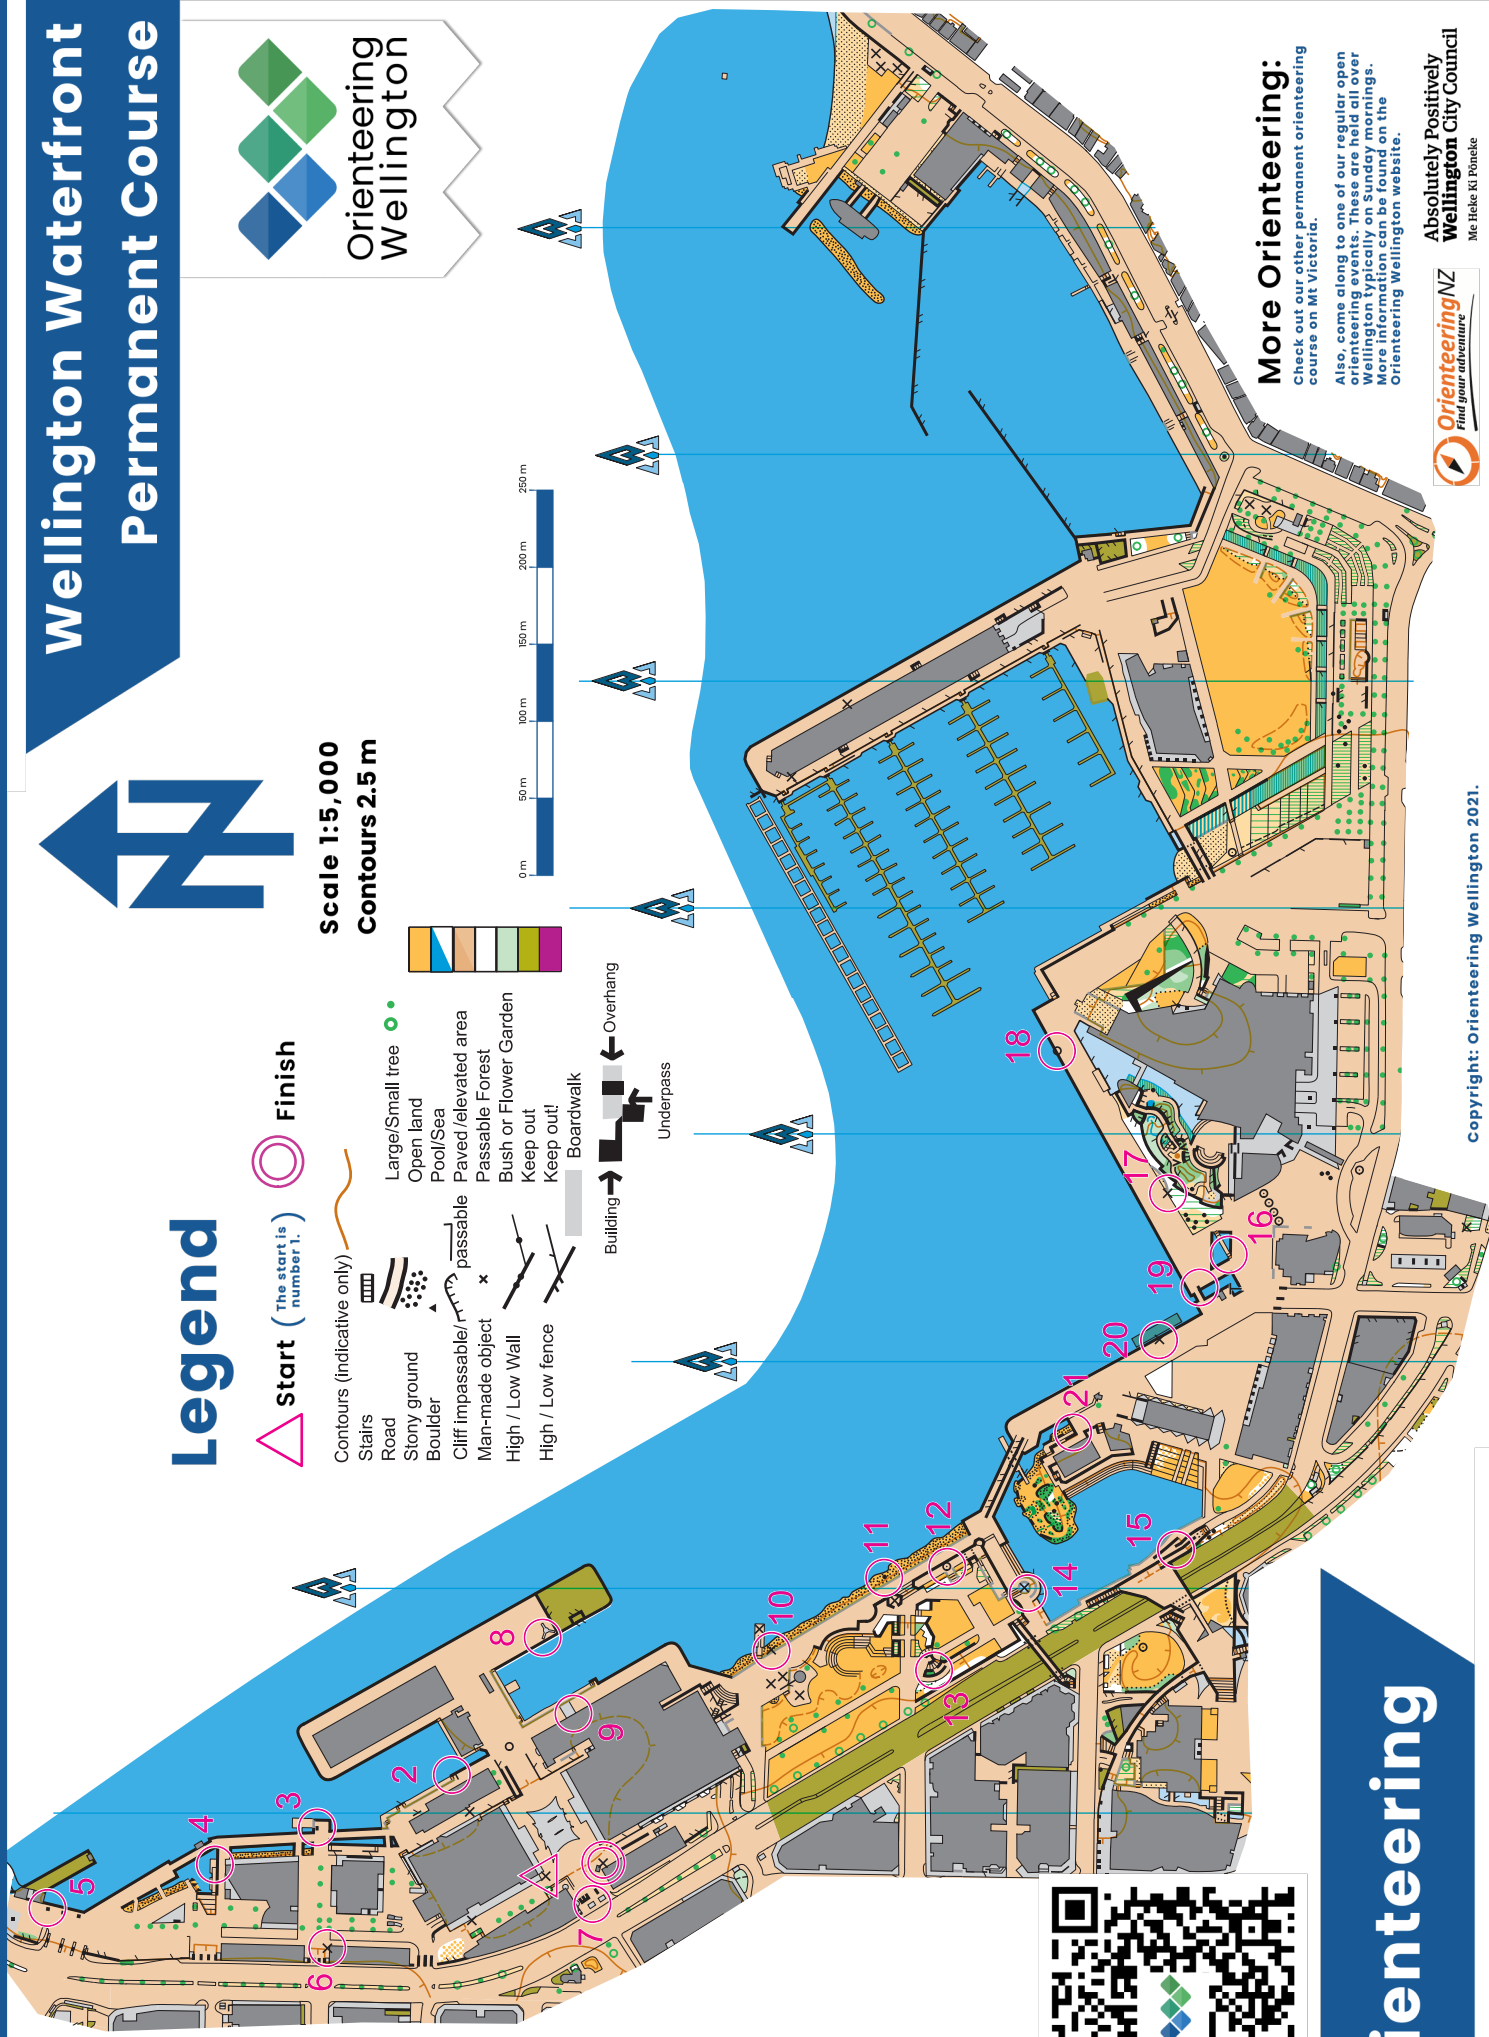 Wellington Waterfront
Permanent Course
Orienteering
Wellington
N
Scale 1:5,000
Contours 2.5 m
0 m
50 m
100 m
150 m
200 m
250 m
Legend
Start
(The start is
number 1.)
Finish
Contours (indicative only)
Stairs
Road
Stony ground
Boulder
Cliff impassable/
passable
Man-made object
High / Low Wall
High / Low fence
Large/Small tree
Open land
Pool/Sea
Paved /elevated area
Passable Forest
Bush or Flower Garden
Keep out
Keep out!
Boardwalk
Building
Overhang
Underpass
2
3
4
5
6
7
8
9
10
11
12
13
14
15
16
17
18
19
20
21
More Orienteering:
Check out our other permanent orienteering
course on Mt Victoria.
Also, come along to one of our regular open
orienteering events. These are held all over
Wellington typically on Sunday mornings.
More information can be found on the
Orienteering Wellington website.
OrienteeringNZ
Find your adventure
Absolutely Positively
Wellington City Council
Me Heke Ki Pōneke
Copyright: Orienteering Wellington 2021.
ienteering